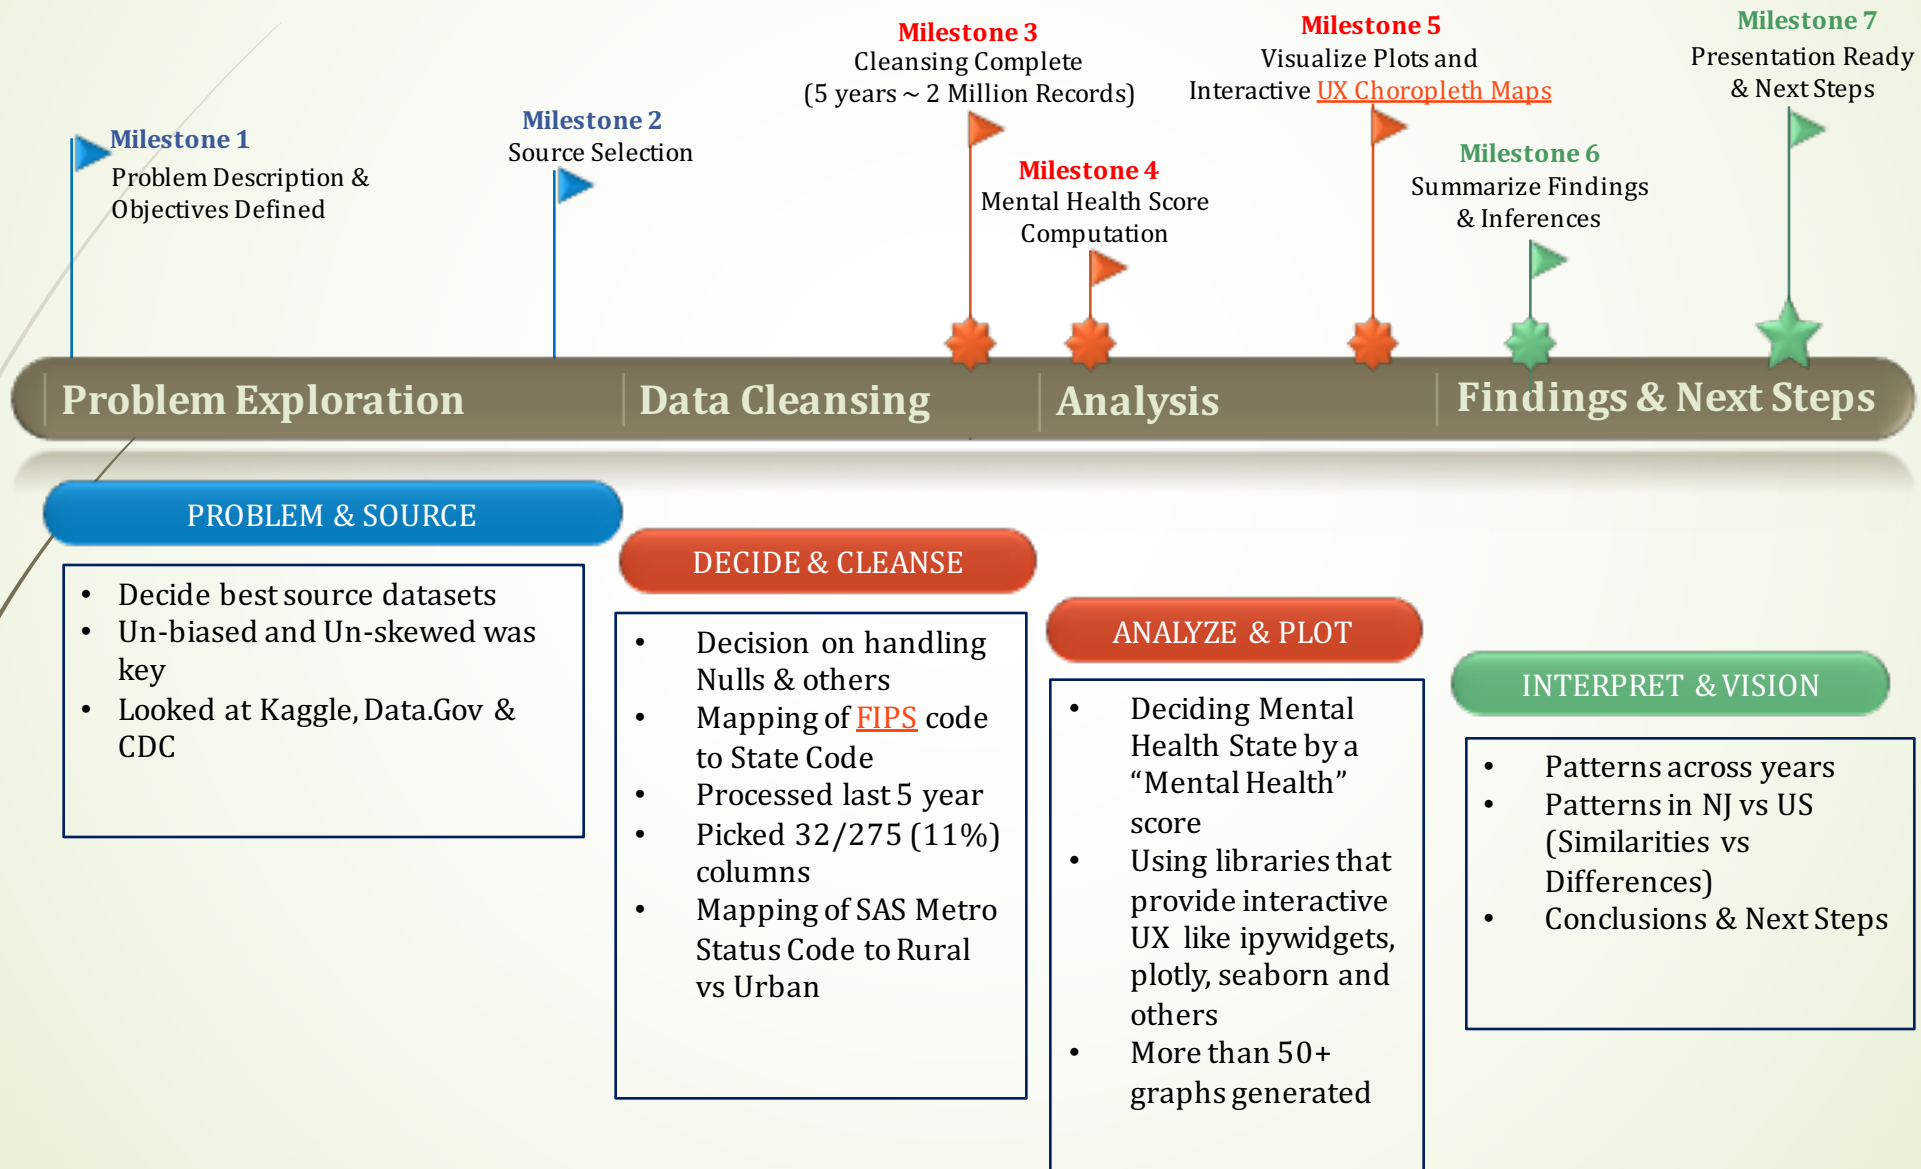 Milestone 1
Problem Description &
Objectives Defined
Milestone 2
Source Selection
Milestone 3
Cleansing Complete
(5 years ~ 2 Million Records)
Milestone 4
Mental Health Score
Computation
Milestone 5
Visualize Plots and
Interactive UX Choropleth Maps
Milestone 6
Summarize Findings
& Inferences
Milestone 7
Presentation Ready
& Next Steps
Problem Exploration
Data Cleansing
Analysis
Findings & Next Steps
PROBLEM & SOURCE
• Decide best source datasets
• Un-biased and Un-skewed was
key
• Looked at Kaggle, Data.Gov &
CDC
DECIDE & CLEANSE
• Decision on handling
Nulls & others
• Mapping of FIPS code
to State Code
• Processed last 5 year
• Picked 32/275 (11%)
columns
• Mapping of SAS Metro
Status Code to Rural
vs Urban
ANALYZE & PLOT
• Deciding Mental
Health State by a
“Mental Health”
score
• Using libraries that
provide interactive
UX like ipywidgets,
plotly, seaborn and
others
• More than 50+
graphs generated
INTERPRET & VISION
• Patterns across years
• Patterns in NJ vs US
(Similarities vs
Differences)
• Conclusions & Next Steps